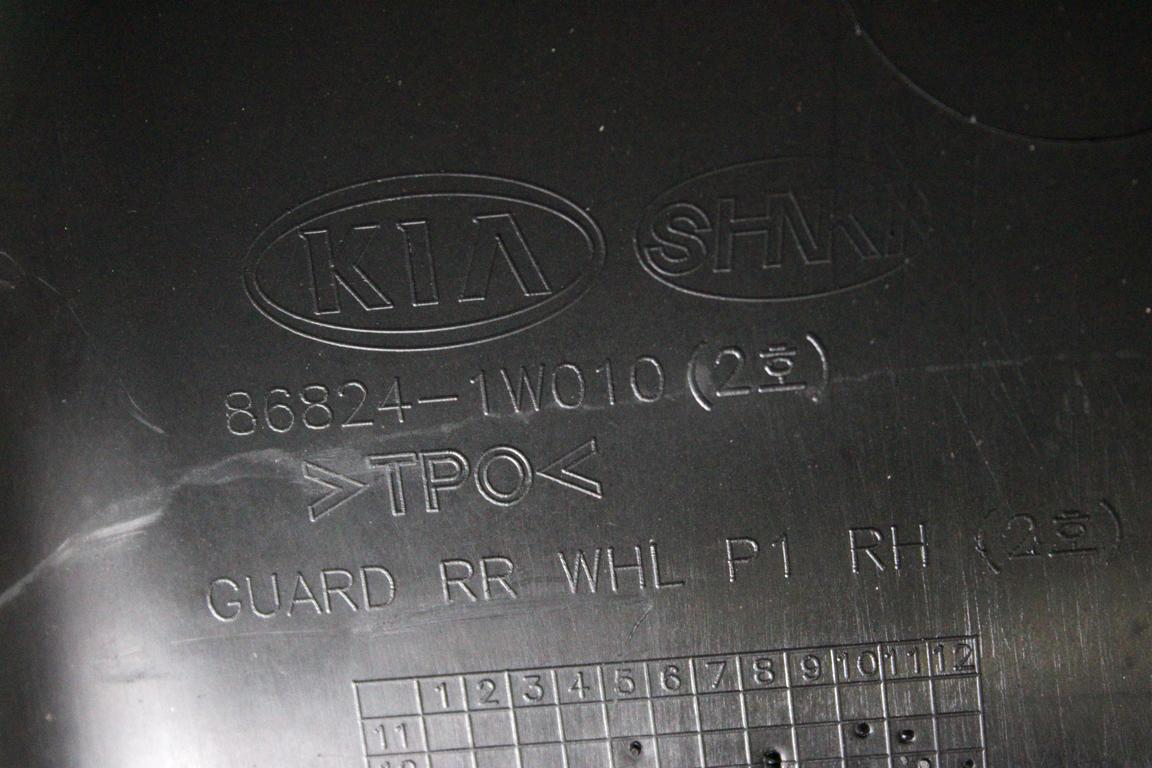 KIA
86824-1W010 (2호)
>TPO<
GUARD RR WHL P1 RH (2호)
1 2 3 4 5 6 7 8 9 10 11 12
11